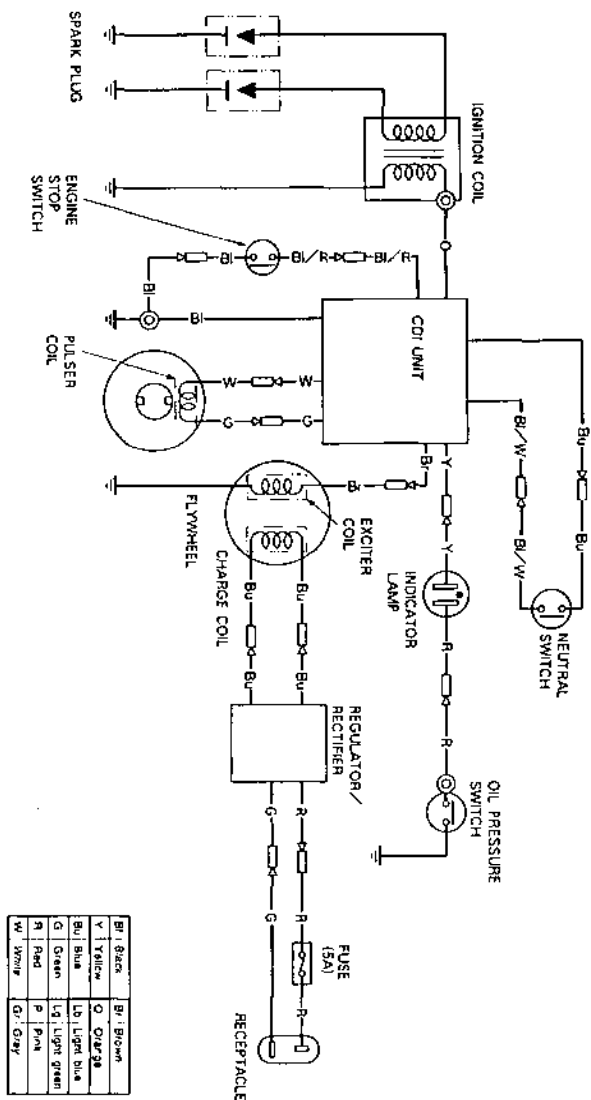 Bu
Bu
NEUTRAL
SWITCH
Bl/W
Bl/W
OIL PRESSURE
SWITCH
Y
Y
R
R
INDICATOR
LAMP
Br
Br
IGNITION COIL
CDI UNIT
EXCITER
COIL
FLYWHEEL
CHARGE COIL
Bu
Bu
Bu
Bu
REGULATOR/
RECTIFIER
R
R
R
FUSE
(5A)
G
G
RECEPTACLE
Bl
Bl/R
Bl/R
Bl
Bl
ENGINE
STOP
SWITCH
W
W
G
G
PULSER
COIL
SPARK PLUG
Bl : Black Br : Brown
Y : Yellow O : Orange
Bu : Blue Lb : Light blue
G : Green Lg : Light green
R : Red P : Pink
W : White Gr : Gray